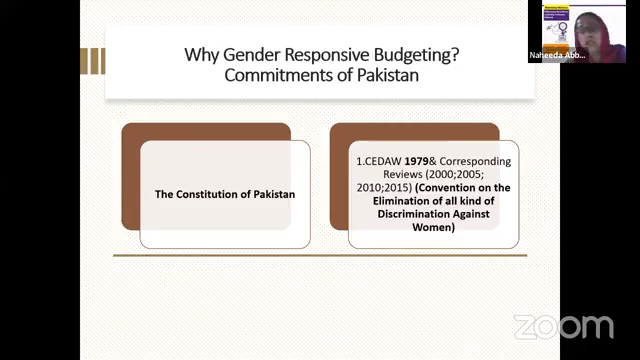 Why Gender Responsive Budgeting?
Commitments of Pakistan
The Constitution of Pakistan
1.CEDAW 1979& Corresponding
Reviews (2000;2005;
2010;2015) (Convention on the
Elimination of all kind of
Discrimination Against
Women)
Naheeda Abb...
zoom